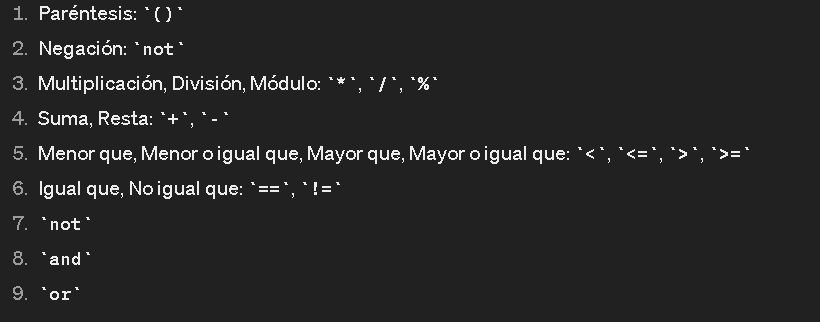 1. Paréntesis: `()`
2. Negación: `not`
3. Multiplicación, División, Módulo: `*`, `/`, `%`
4. Suma, Resta: `+`, `-`
5. Menor que, Menor o igual que, Mayor que, Mayor o igual que: `<`, `<=`, `>`, `>=`
6. Igual que, No igual que: `==`, `!=`
7. `not`
8. `and`
9. `or`